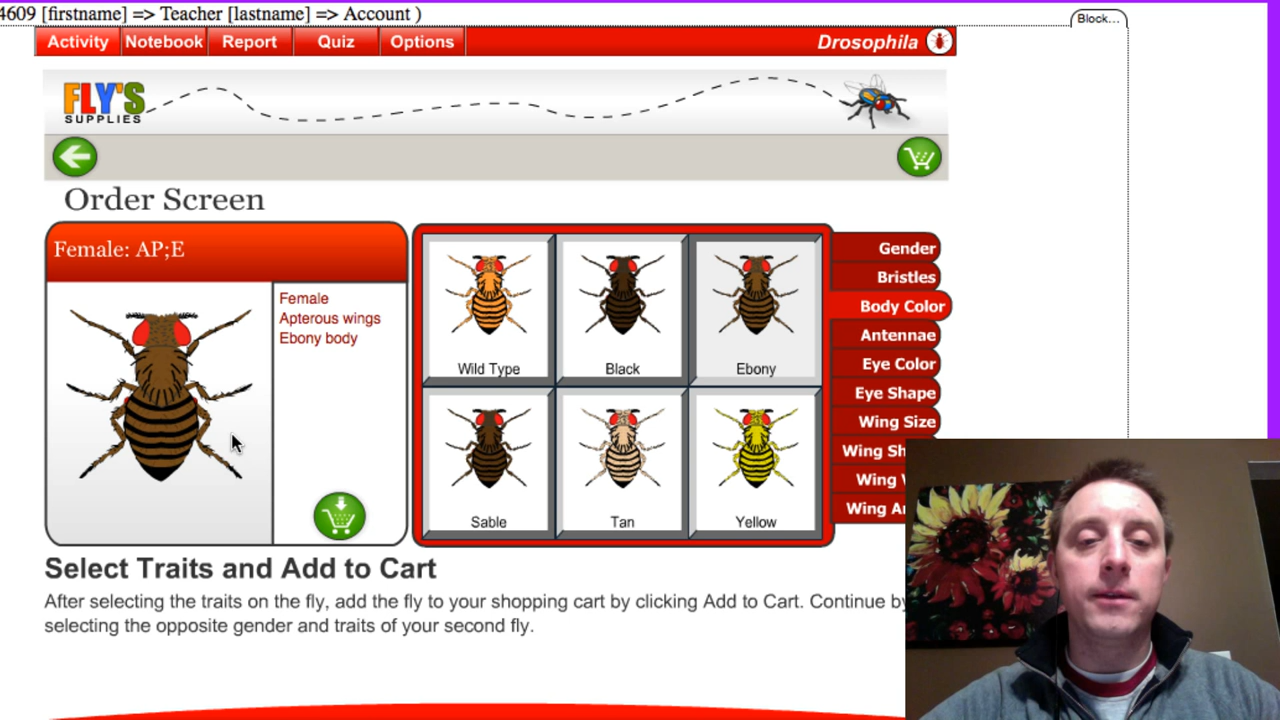 4609 [firstname] => Teacher [lastname] => Account )
Block...
Activity Notebook Report Quiz Options Drosophila
FLY'S
SUPPLIES
Order Screen
Female: AP;E
Female
Apterous wings
Ebony body
Wild Type Black Ebony
Sable Tan Yellow
Gender
Bristles
Body Color
Antennae
Eye Color
Eye Shape
Wing Size
Wing
Wing
Wing
Select Traits and Add to Cart
After selecting the traits on the fly, add the fly to your shopping cart by clicking Add to Cart. Continue by
selecting the opposite gender and traits of your second fly.